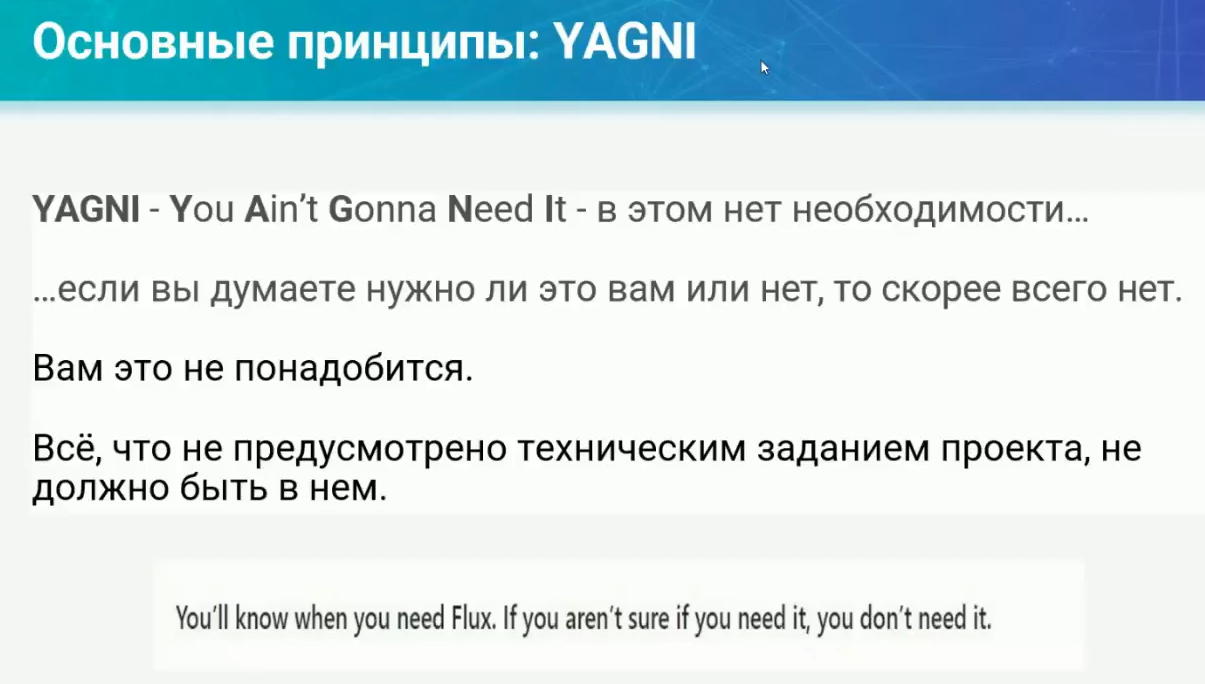 Основные принципы: YAGNI
YAGNI - You Ain’t Gonna Need It - в этом нет необходимости...
...если вы думаете нужно ли это вам или нет, то скорее всего нет.
Вам это не понадобится.
Всё, что не предусмотрено техническим заданием проекта, не
должно быть в нем.
You’ll know when you need Flux. If you aren’t sure if you need it, you don’t need it.